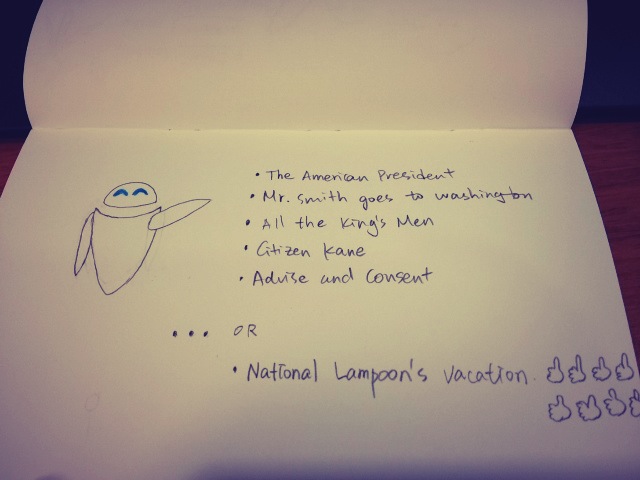 • The American President
• Mr. smith goes to washington
• All the King's Men
• Citizen Kane
• Advise and Consent
... OR
• National Lampoon's vacation.